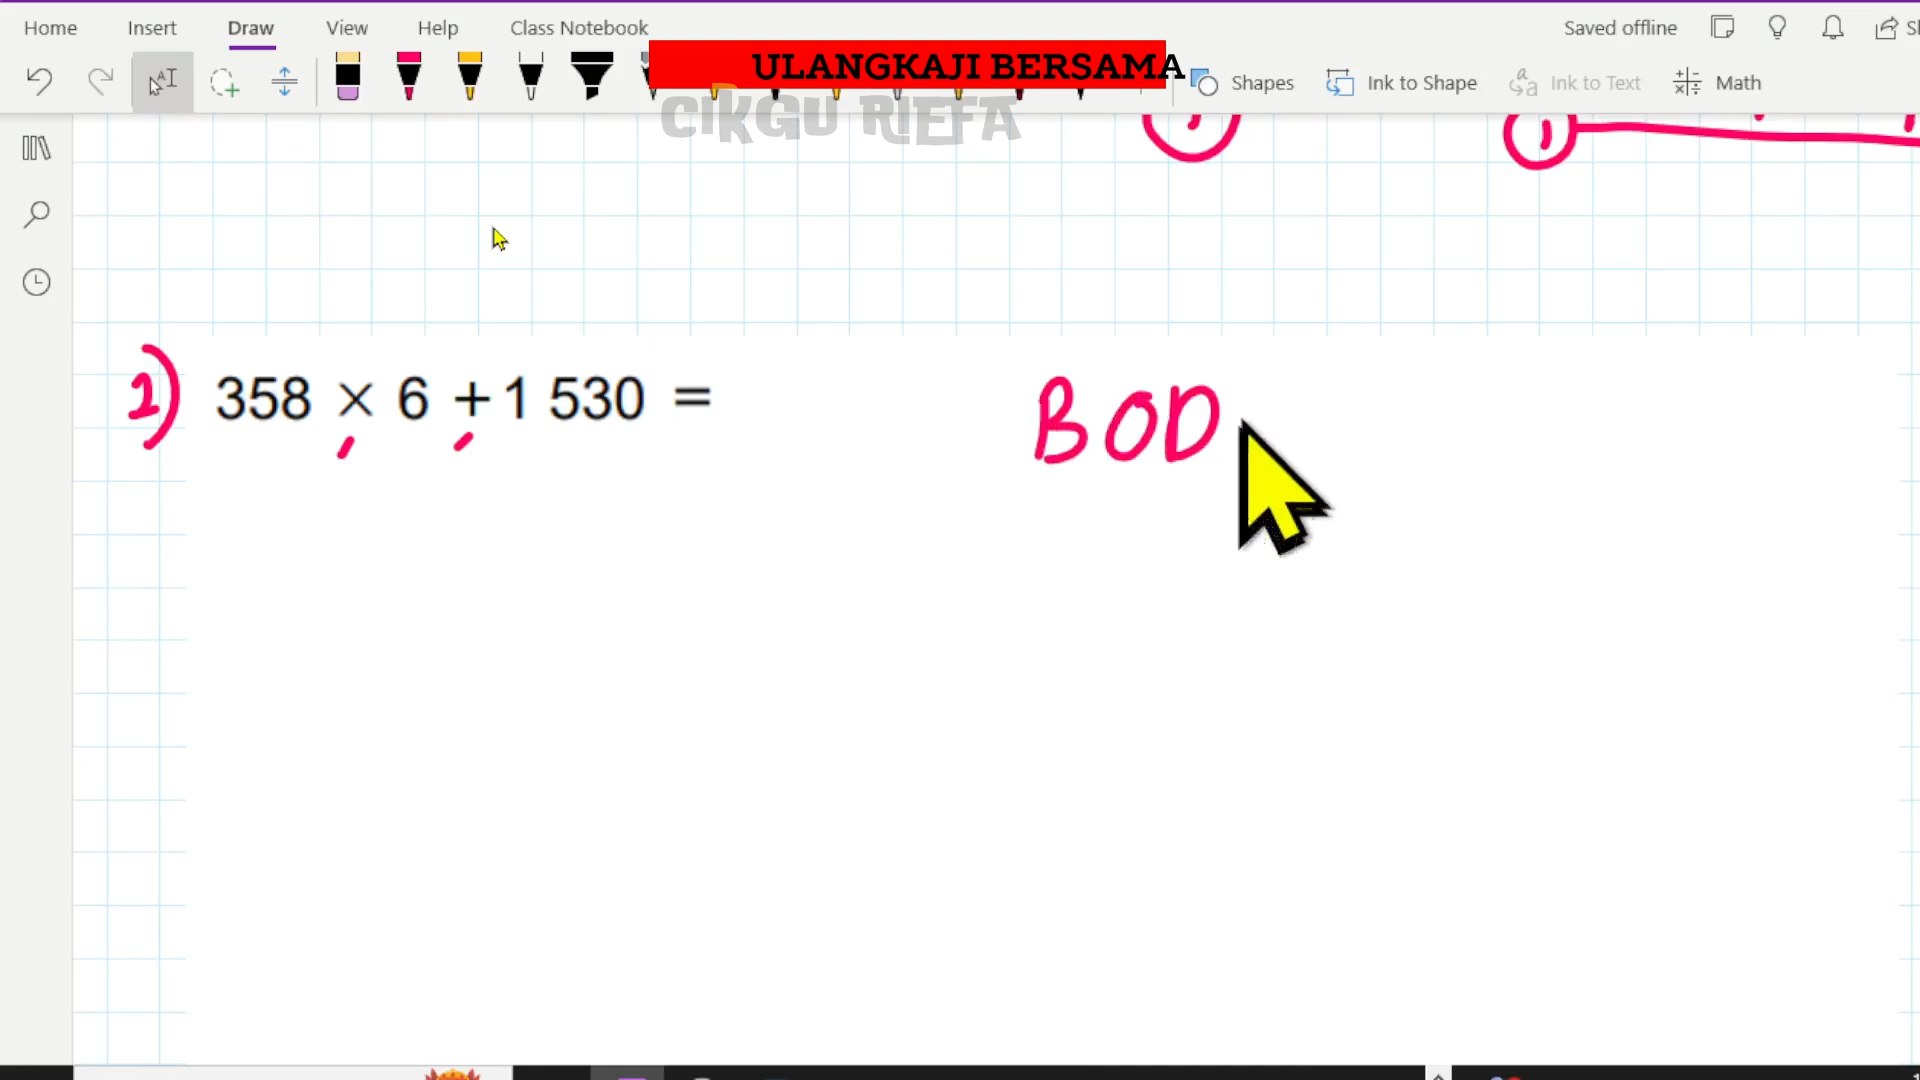 Home Insert Draw View Help Class Notebook Saved offline
ULANGKAJI BERSAMA
Shapes Ink to Shape Ink to Text Math
CIKGU RIEFA
2) 358 × 6 + 1 530 =
BOD